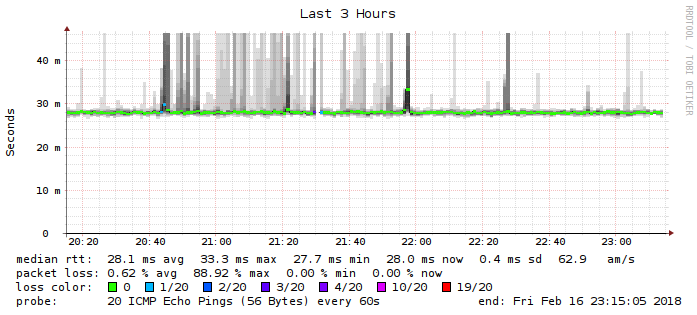 Last 3 Hours
RRDTOOL / TOBI OETIKER
Seconds
40 m
30 m
20 m
10 m
0
20:20 20:40 21:00 21:20 21:40 22:00 22:20 22:40 23:00
median rtt: 28.1 ms avg 33.3 ms max 27.7 ms min 28.0 ms now 0.4 ms sd 62.9 am/s
packet loss: 0.62 % avg 88.92 % max 0.00 % min 0.00 % now
loss color: 0 1/20 2/20 3/20 4/20 10/20 19/20
probe: 20 ICMP Echo Pings (56 Bytes) every 60s end: Fri Feb 16 23:15:05 2018